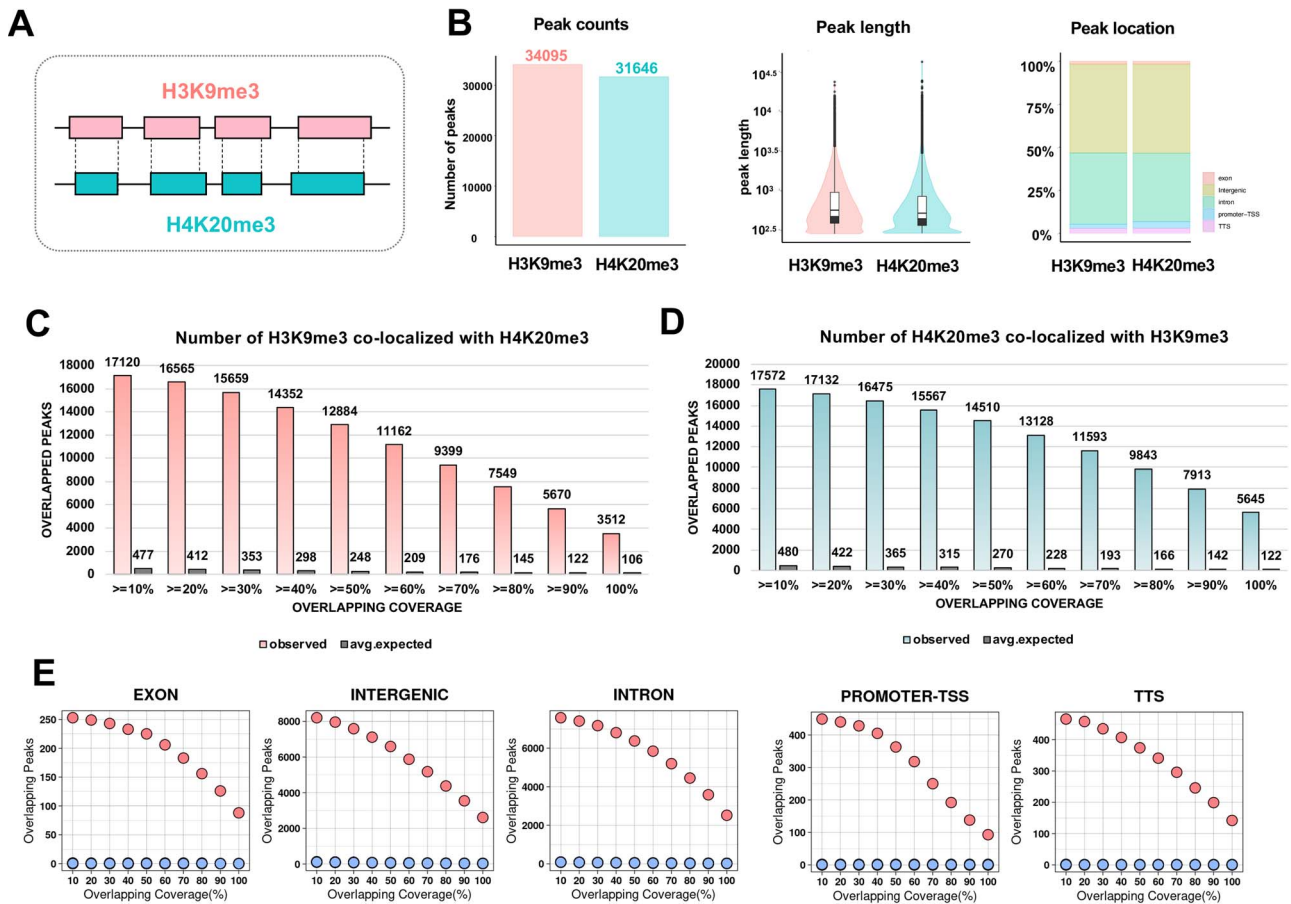 A
H3K9me3
H4K20me3
B
Peak counts
34095
31646
30000
20000
10000
0
Number of peaks
H3K9me3 H4K20me3
Peak length
10^4.5
10^4
10^3.5
10^3
10^2.5
peak length
H3K9me3 H4K20me3
Peak location
100%
75%
50%
25%
0%
H3K9me3 H4K20me3
exon
Intergenic
intron
promoter-TSS
TTS
C
Number of H3K9me3 co-localized with H4K20me3
OVERLAPPED PEAKS
18000
16000
14000
12000
10000
8000
6000
4000
2000
0
17120 16565 15659 14352 12884 11162 9399 7549 5670 3512
477 412 353 298 248 209 176 145 122 106
>=10% >=20% >=30% >=40% >=50% >=60% >=70% >=80% >=90% 100%
OVERLAPPING COVERAGE
observed avg.expected
D
Number of H4K20me3 co-localized with H3K9me3
OVERLAPPED PEAKS
20000
18000
16000
14000
12000
10000
8000
6000
4000
2000
0
17572 17132 16475 15567 14510 13128 11593 9843 7913 5645
480 422 365 315 270 228 193 166 142 122
>=10% >=20% >=30% >=40% >=50% >=60% >=70% >=80% >=90% 100%
OVERLAPPING COVERAGE
observed avg.expected
E
EXON
Overlapping Peaks
250
200
150
100
50
0
10 20 30 40 50 60 70 80 90 100
Overlapping Coverage(%)
INTERGENIC
Overlapping Peaks
8000
6000
4000
2000
0
10 20 30 40 50 60 70 80 90 100
Overlapping Coverage(%)
INTRON
Overlapping Peaks
6000
4000
2000
0
10 20 30 40 50 60 70 80 90 100
Overlapping Coverage(%)
PROMOTER-TSS
Overlapping Peaks
400
300
200
100
0
10 20 30 40 50 60 70 80 90 100
Overlapping Coverage(%)
TTS
Overlapping Peaks
400
300
200
100
0
10 20 30 40 50 60 70 80 90 100
Overlapping Coverage(%)